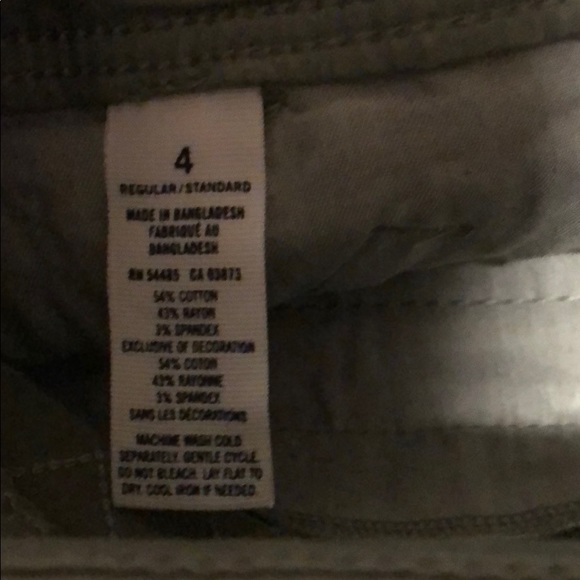 4
REGULAR/STANDARD
MADE IN BANGLADESH
FABRIQUÉ AU
BANGLADESH
RN 54485 CA 03873
54% COTTON
43% RAYON
3% SPANDEX
EXCLUSIVE OF DECORATION
54% COTON
43% RAYONNE
3% SPANDEX
SANS LES DÉCORATIONS
MACHINE WASH COLD
SEPARATELY. GENTLE CYCLE.
DO NOT BLEACH. LAY FLAT TO
DRY. COOL IRON IF NEEDED.